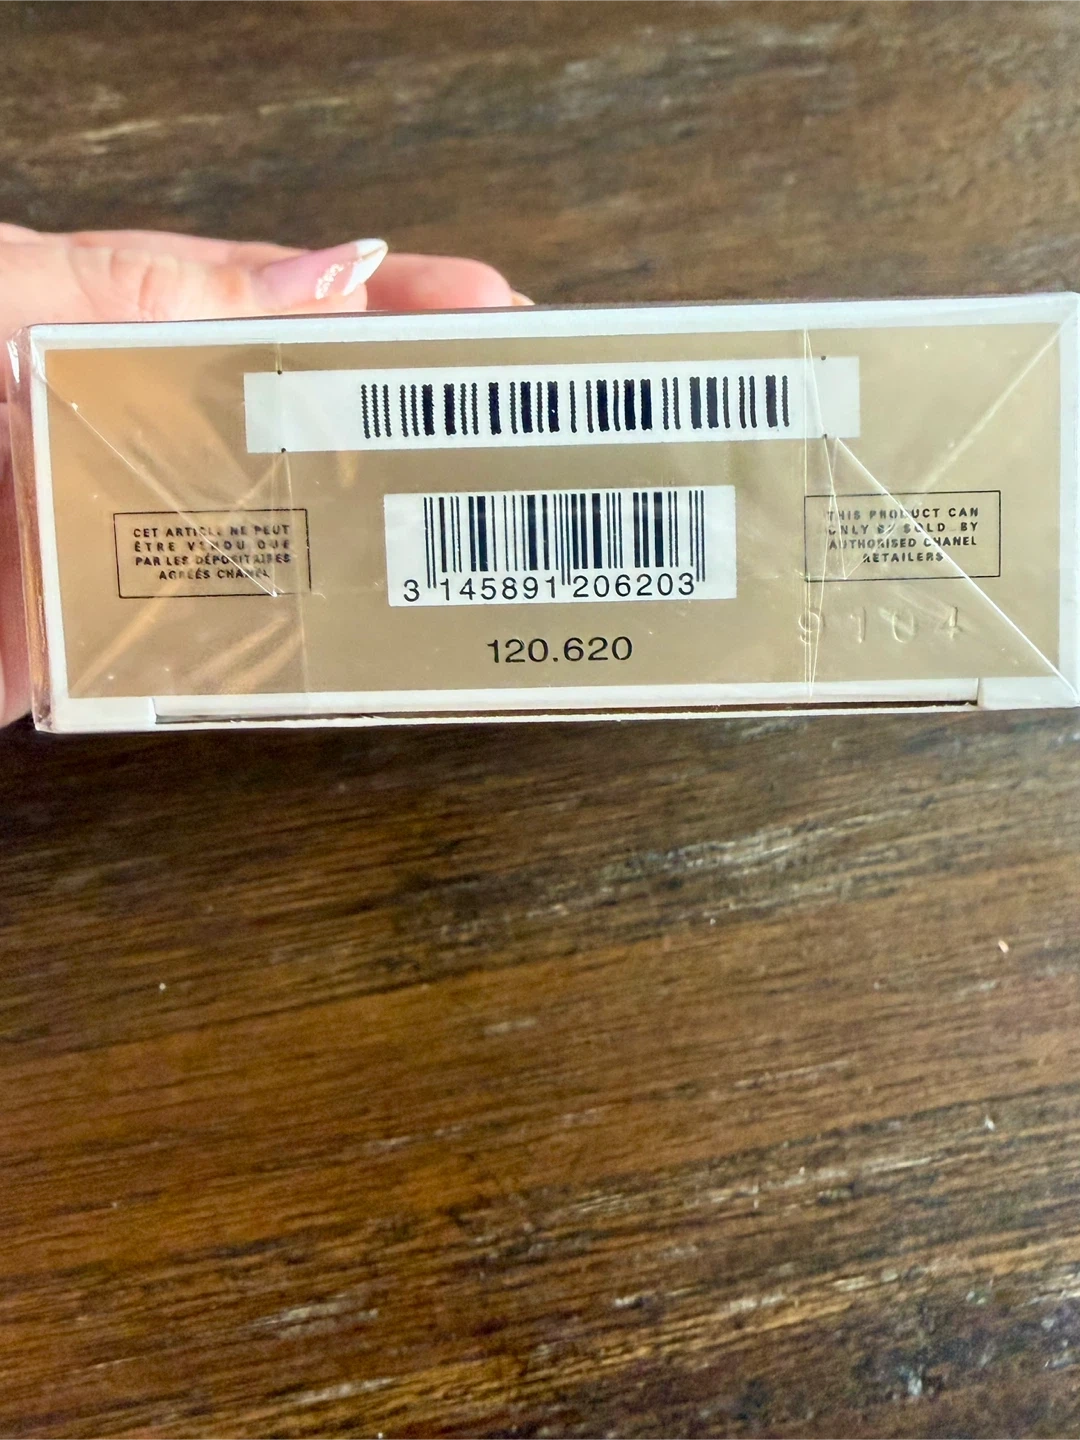 CET ARTICLE NE PEUT
ÊTRE VENDU QUE
PAR LES DÉPOSITAIRES
AGRÉÉS CHANEL
3 145891 206203
120.620
THIS PRODUCT CAN
ONLY BE SOLD BY
AUTHORISED CHANEL
RETAILERS
9104